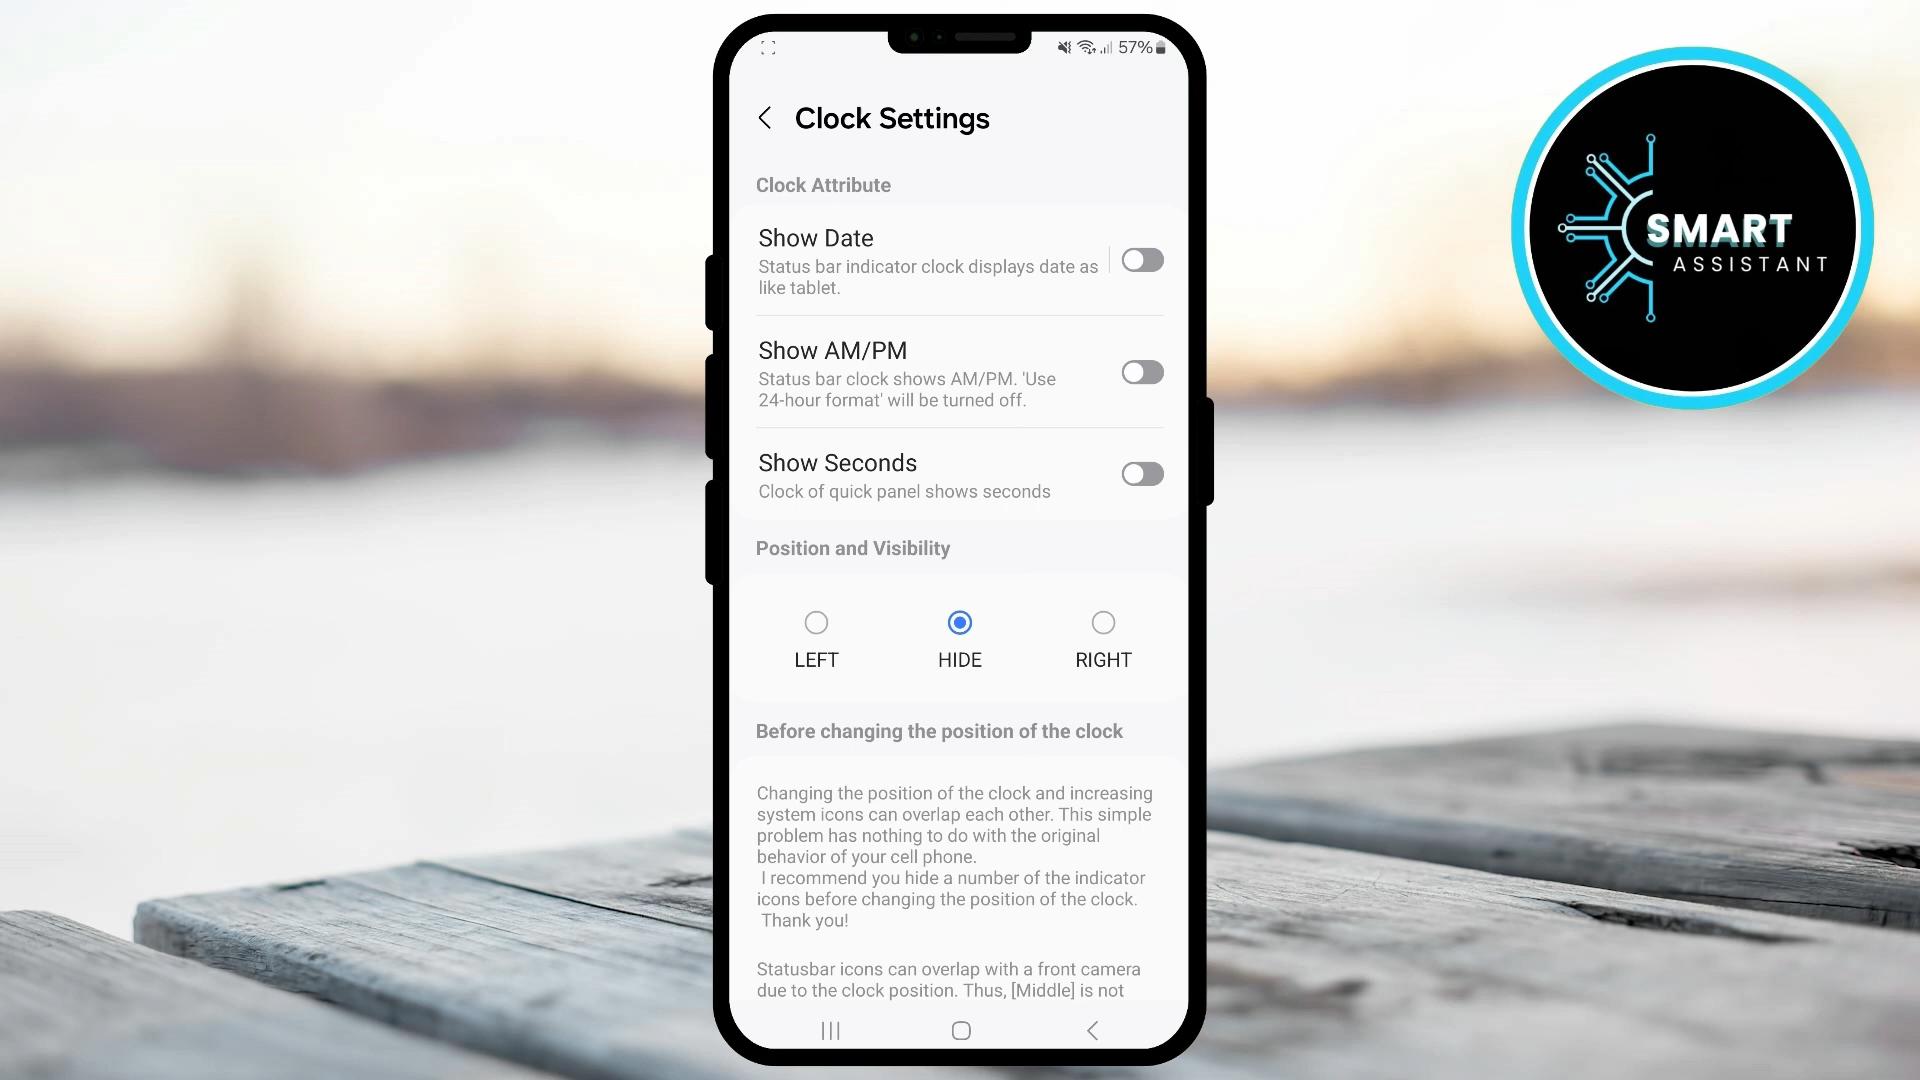 57%
Clock Settings
Clock Attribute
Show Date
Status bar indicator clock displays date as
like tablet.
Show AM/PM
Status bar clock shows AM/PM. 'Use
24-hour format' will be turned off.
Show Seconds
Clock of quick panel shows seconds
Position and Visibility
LEFT HIDE RIGHT
Before changing the position of the clock
Changing the position of the clock and increasing
system icons can overlap each other. This simple
problem has nothing to do with the original
behavior of your cell phone.
I recommend you hide a number of the indicator
icons before changing the position of the clock.
Thank you!
Statusbar icons can overlap with a front camera
due to the clock position. Thus, [Middle] is not
SMART
ASSISTANT